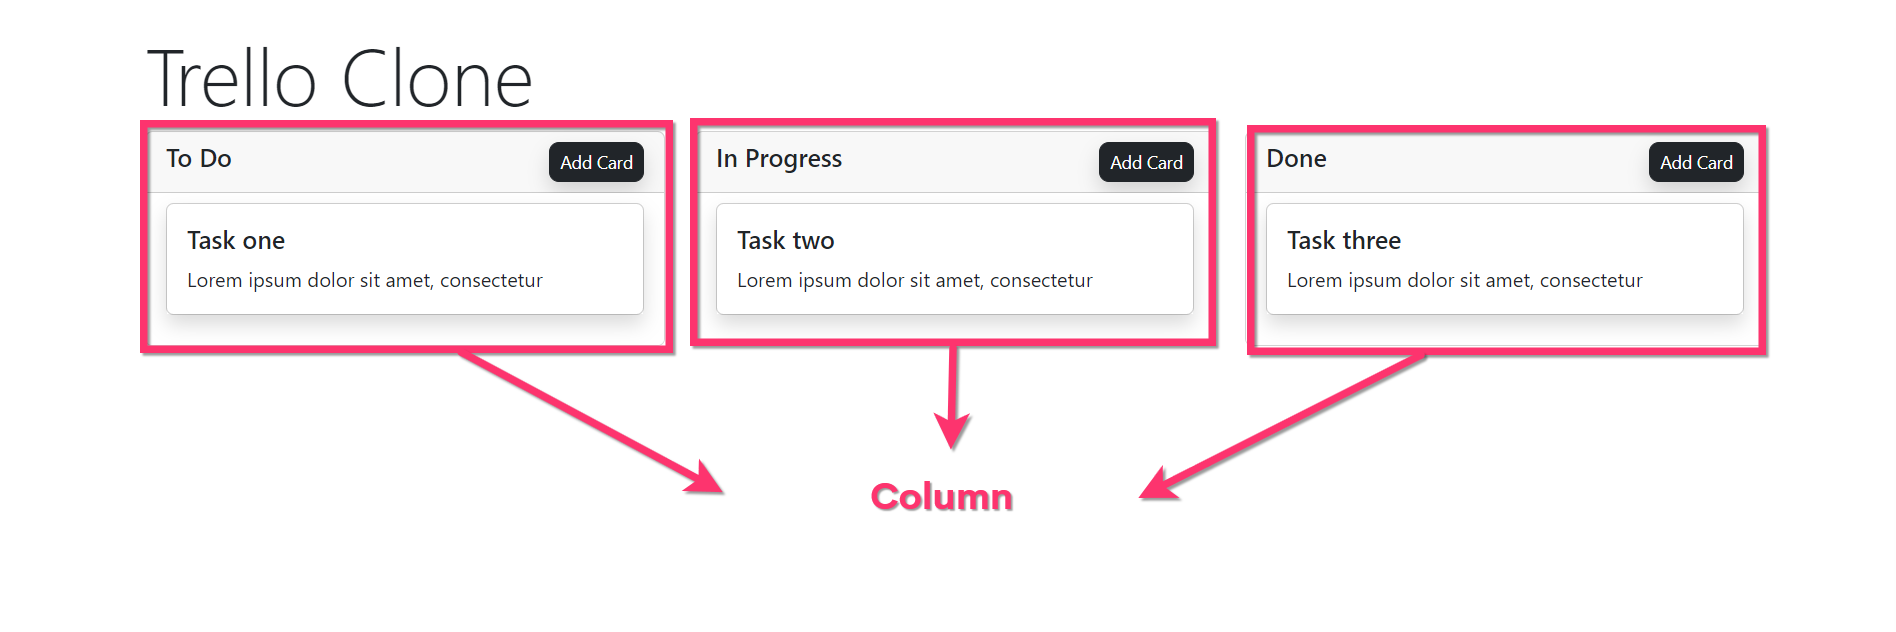 Trello Clone
To Do
Add Card
Task one
Lorem ipsum dolor sit amet, consectetur
In Progress
Add Card
Task two
Lorem ipsum dolor sit amet, consectetur
Done
Add Card
Task three
Lorem ipsum dolor sit amet, consectetur
Column